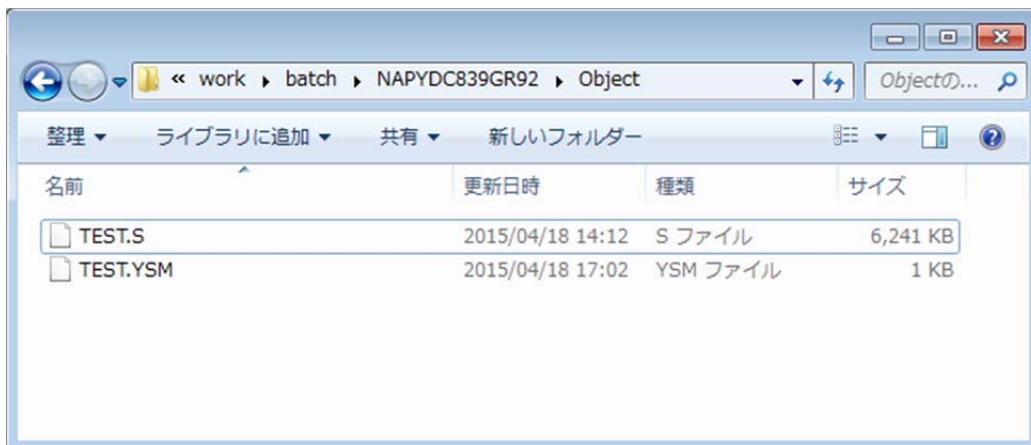 « work ▸ batch ▸ NAPYDC839GR92 ▸ Object Objectの...
整理 ライブラリに追加 共有 新しいフォルダー
名前 更新日時 種類 サイズ
TEST.S 2015/04/18 14:12 S ファイル 6,241 KB
TEST.YSM 2015/04/18 17:02 YSM ファイル 1 KB